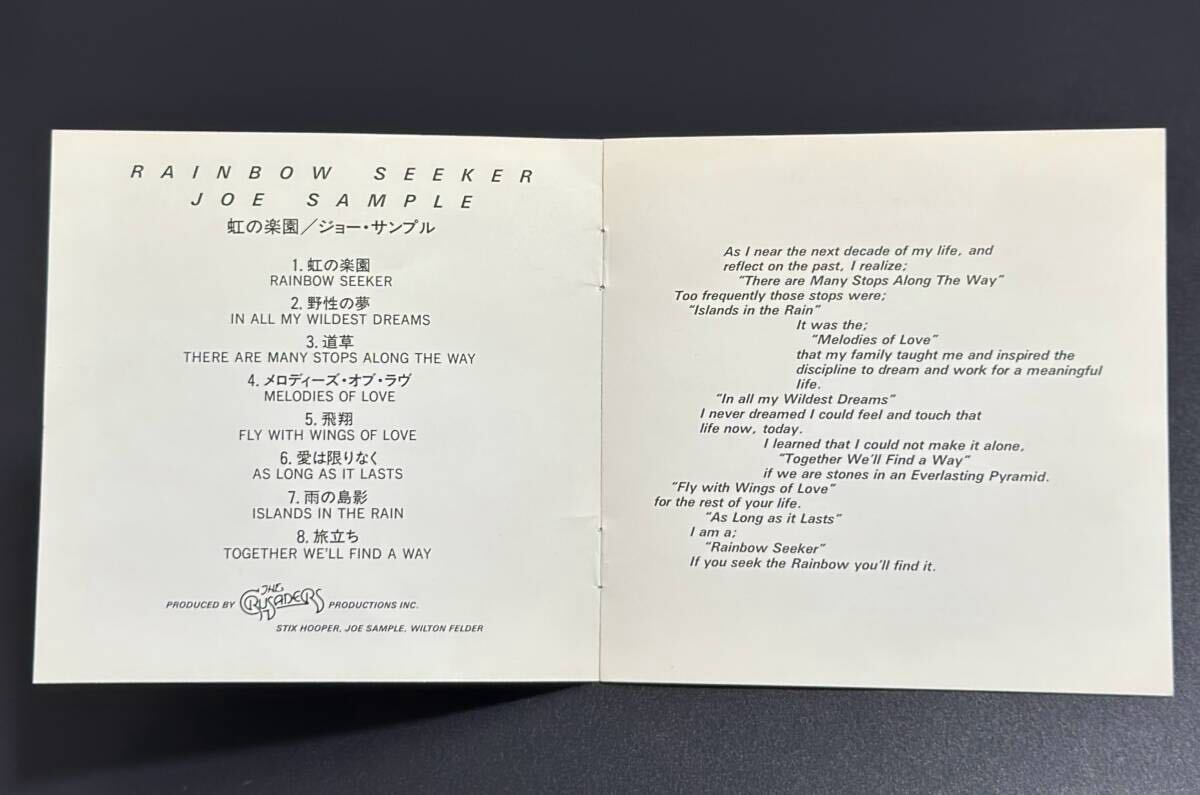 RAINBOW SEEKER
JOE SAMPLE
虹の楽園／ジョー・サンプル
1. 虹の楽園
RAINBOW SEEKER
2. 野性の夢
IN ALL MY WILDEST DREAMS
3. 道草
THERE ARE MANY STOPS ALONG THE WAY
4. メロディーズ・オブ・ラヴ
MELODIES OF LOVE
5. 飛翔
FLY WITH WINGS OF LOVE
6. 愛は限りなく
AS LONG AS IT LASTS
7. 雨の島影
ISLANDS IN THE RAIN
8. 旅立ち
TOGETHER WE'LL FIND A WAY
PRODUCED BY THE CRUSADERS PRODUCTIONS INC.
STIX HOOPER, JOE SAMPLE, WILTON FELDER
As I near the next decade of my life, and
reflect on the past, I realize;
"There are Many Stops Along The Way"
Too frequently those stops were;
"Islands in the Rain"
It was the;
"Melodies of Love"
that my family taught me and inspired the
discipline to dream and work for a meaningful
life.
"In all my Wildest Dreams"
I never dreamed I could feel and touch that
life now, today.
I learned that I could not make it alone,
"Together We'll Find a Way"
if we are stones in an Everlasting Pyramid.
"Fly with Wings of Love"
for the rest of your life.
"As Long as it Lasts"
I am a;
"Rainbow Seeker"
If you seek the Rainbow you'll find it.